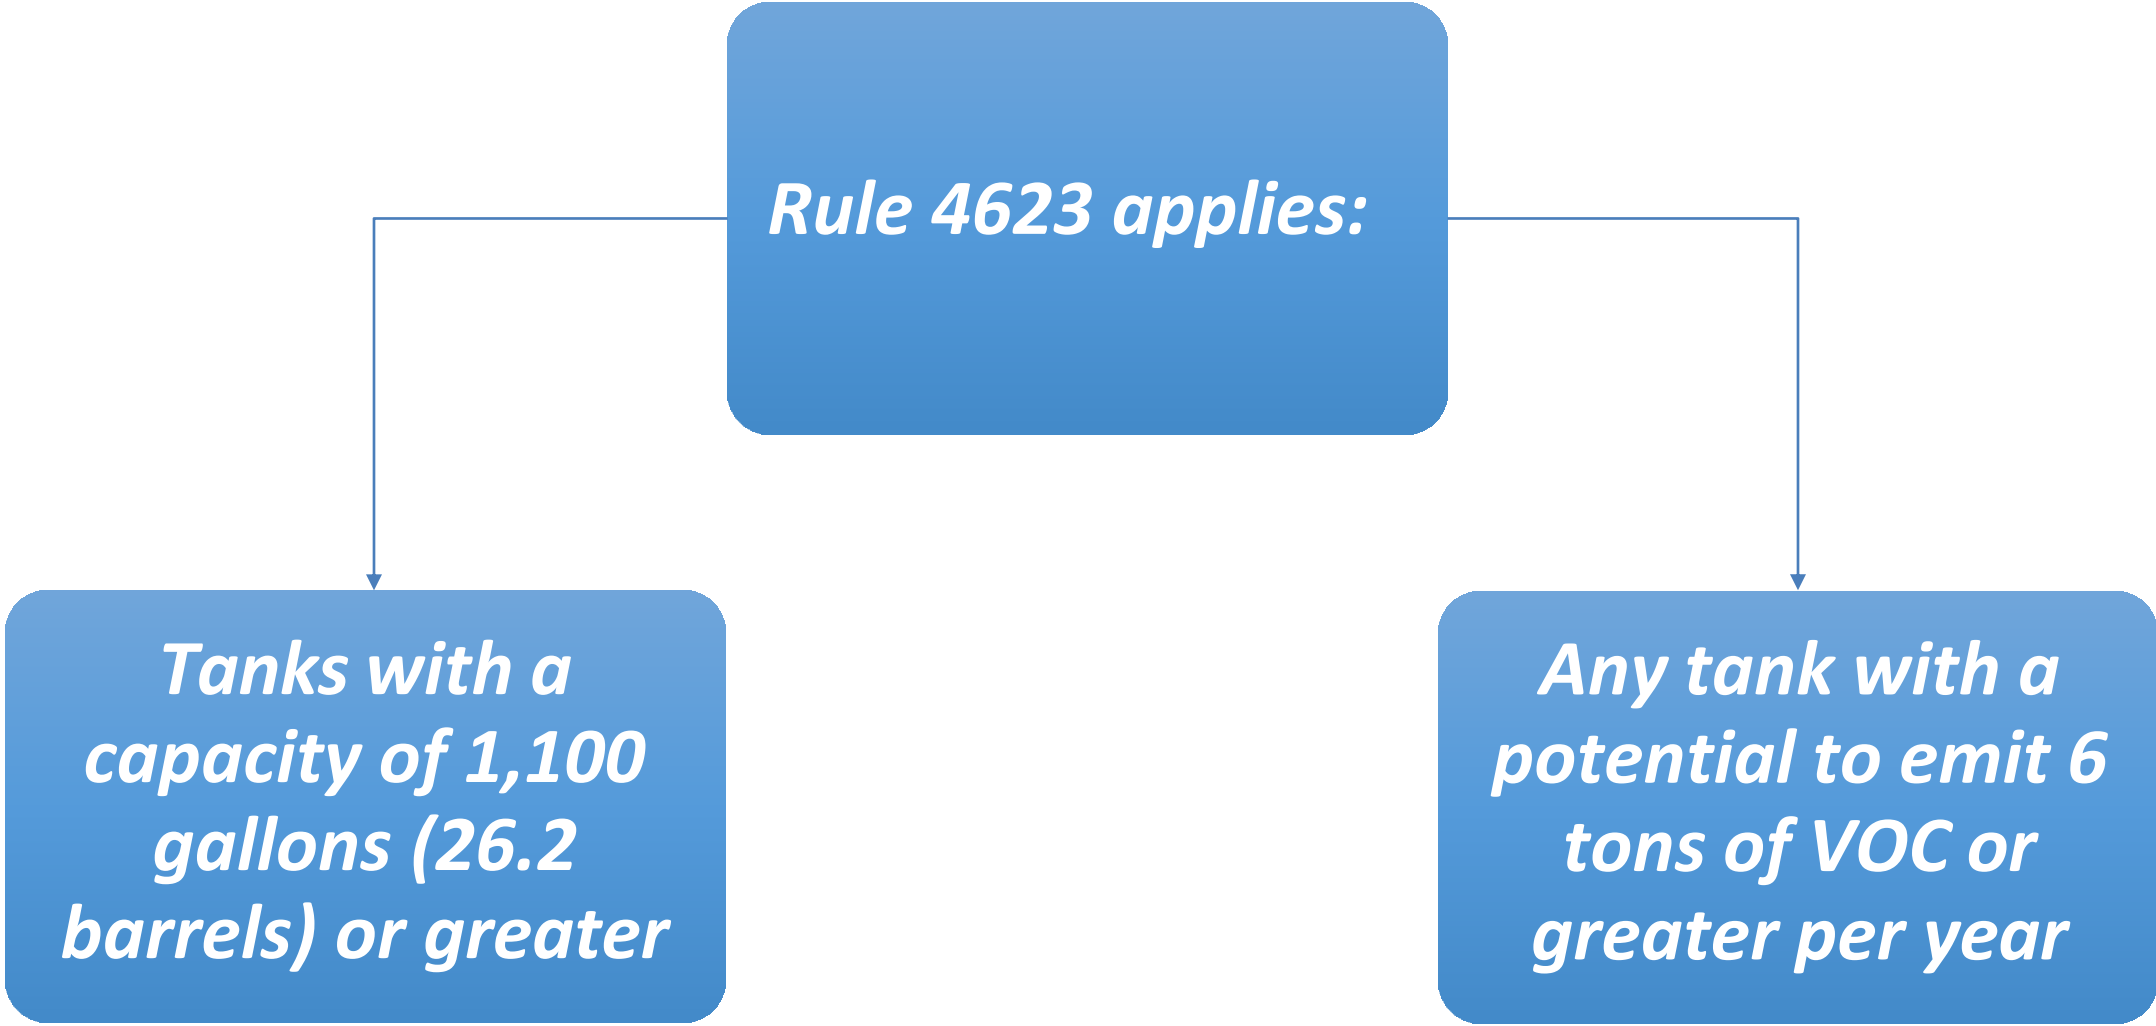 Rule 4623 applies:
Tanks with a
capacity of 1,100
gallons (26.2
barrels) or greater
Any tank with a
potential to emit 6
tons of VOC or
greater per year